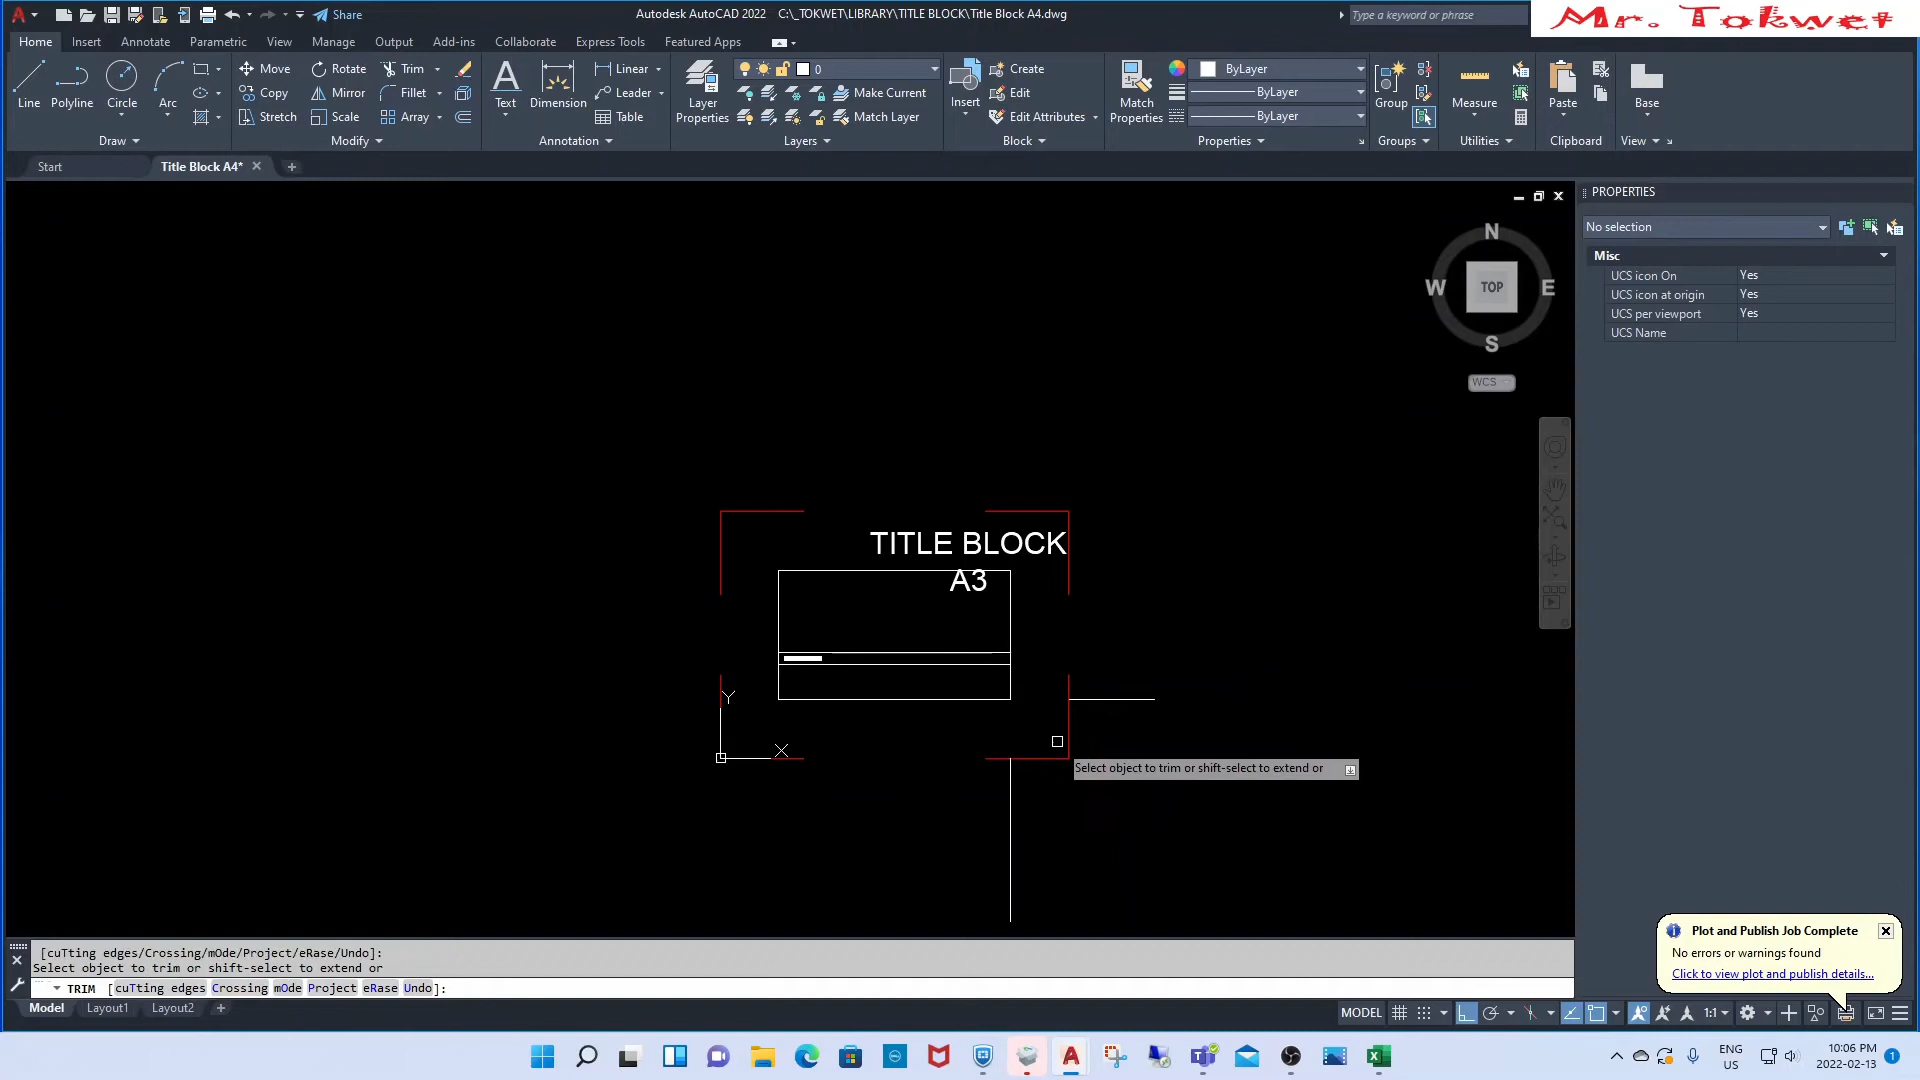 Share
Autodesk AutoCAD 2022 C:\_TOKWET\LIBRARY\TITLE BLOCK\Title Block A4.dwg
Type a keyword or phrase
Mr. Tokwet
Home Insert Annotate Parametric View Manage Output Add-ins Collaborate Express Tools Featured Apps
Line Polyline Circle Arc
Move Rotate Trim
Copy Mirror Fillet
Stretch Scale Array
Text Dimension
Linear
Leader
Table
Layer Properties
0
Make Current
Match Layer
Insert
Create
Edit
Edit Attributes
Match Properties
ByLayer
ByLayer
ByLayer
Group
Measure
Paste
Base
Draw Modify Annotation Layers Block Properties Groups Utilities Clipboard View
Start Title Block A4*
PROPERTIES
No selection
Misc
UCS icon On Yes
UCS icon at origin Yes
UCS per viewport Yes
UCS Name
N
W TOP E
S
WCS
TITLE BLOCK
A3
Y
X
Select object to trim or shift-select to extend or
[cuTting edges/Crossing/mOde/Project/eRase/Undo]:
Select object to trim or shift-select to extend or
TRIM [cuTting edges Crossing mOde Project eRase Undo]:
Plot and Publish Job Complete
No errors or warnings found
Click to view plot and publish details...
Model Layout1 Layout2
MODEL 1:1
ENG
US
10:06 PM
2022-02-13
1